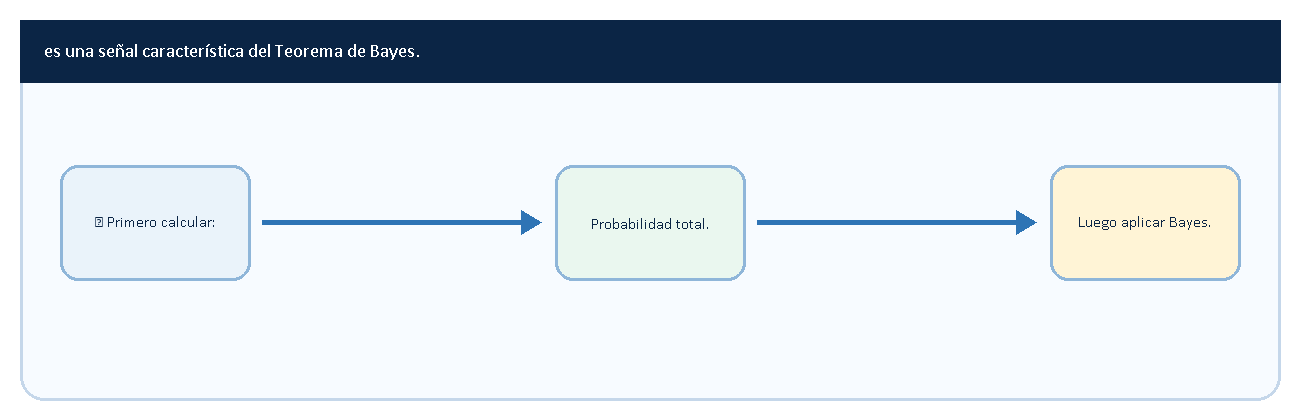 es una señal característica del Teorema de Bayes.
Primero calcular:
Probabilidad total.
Luego aplicar Bayes.